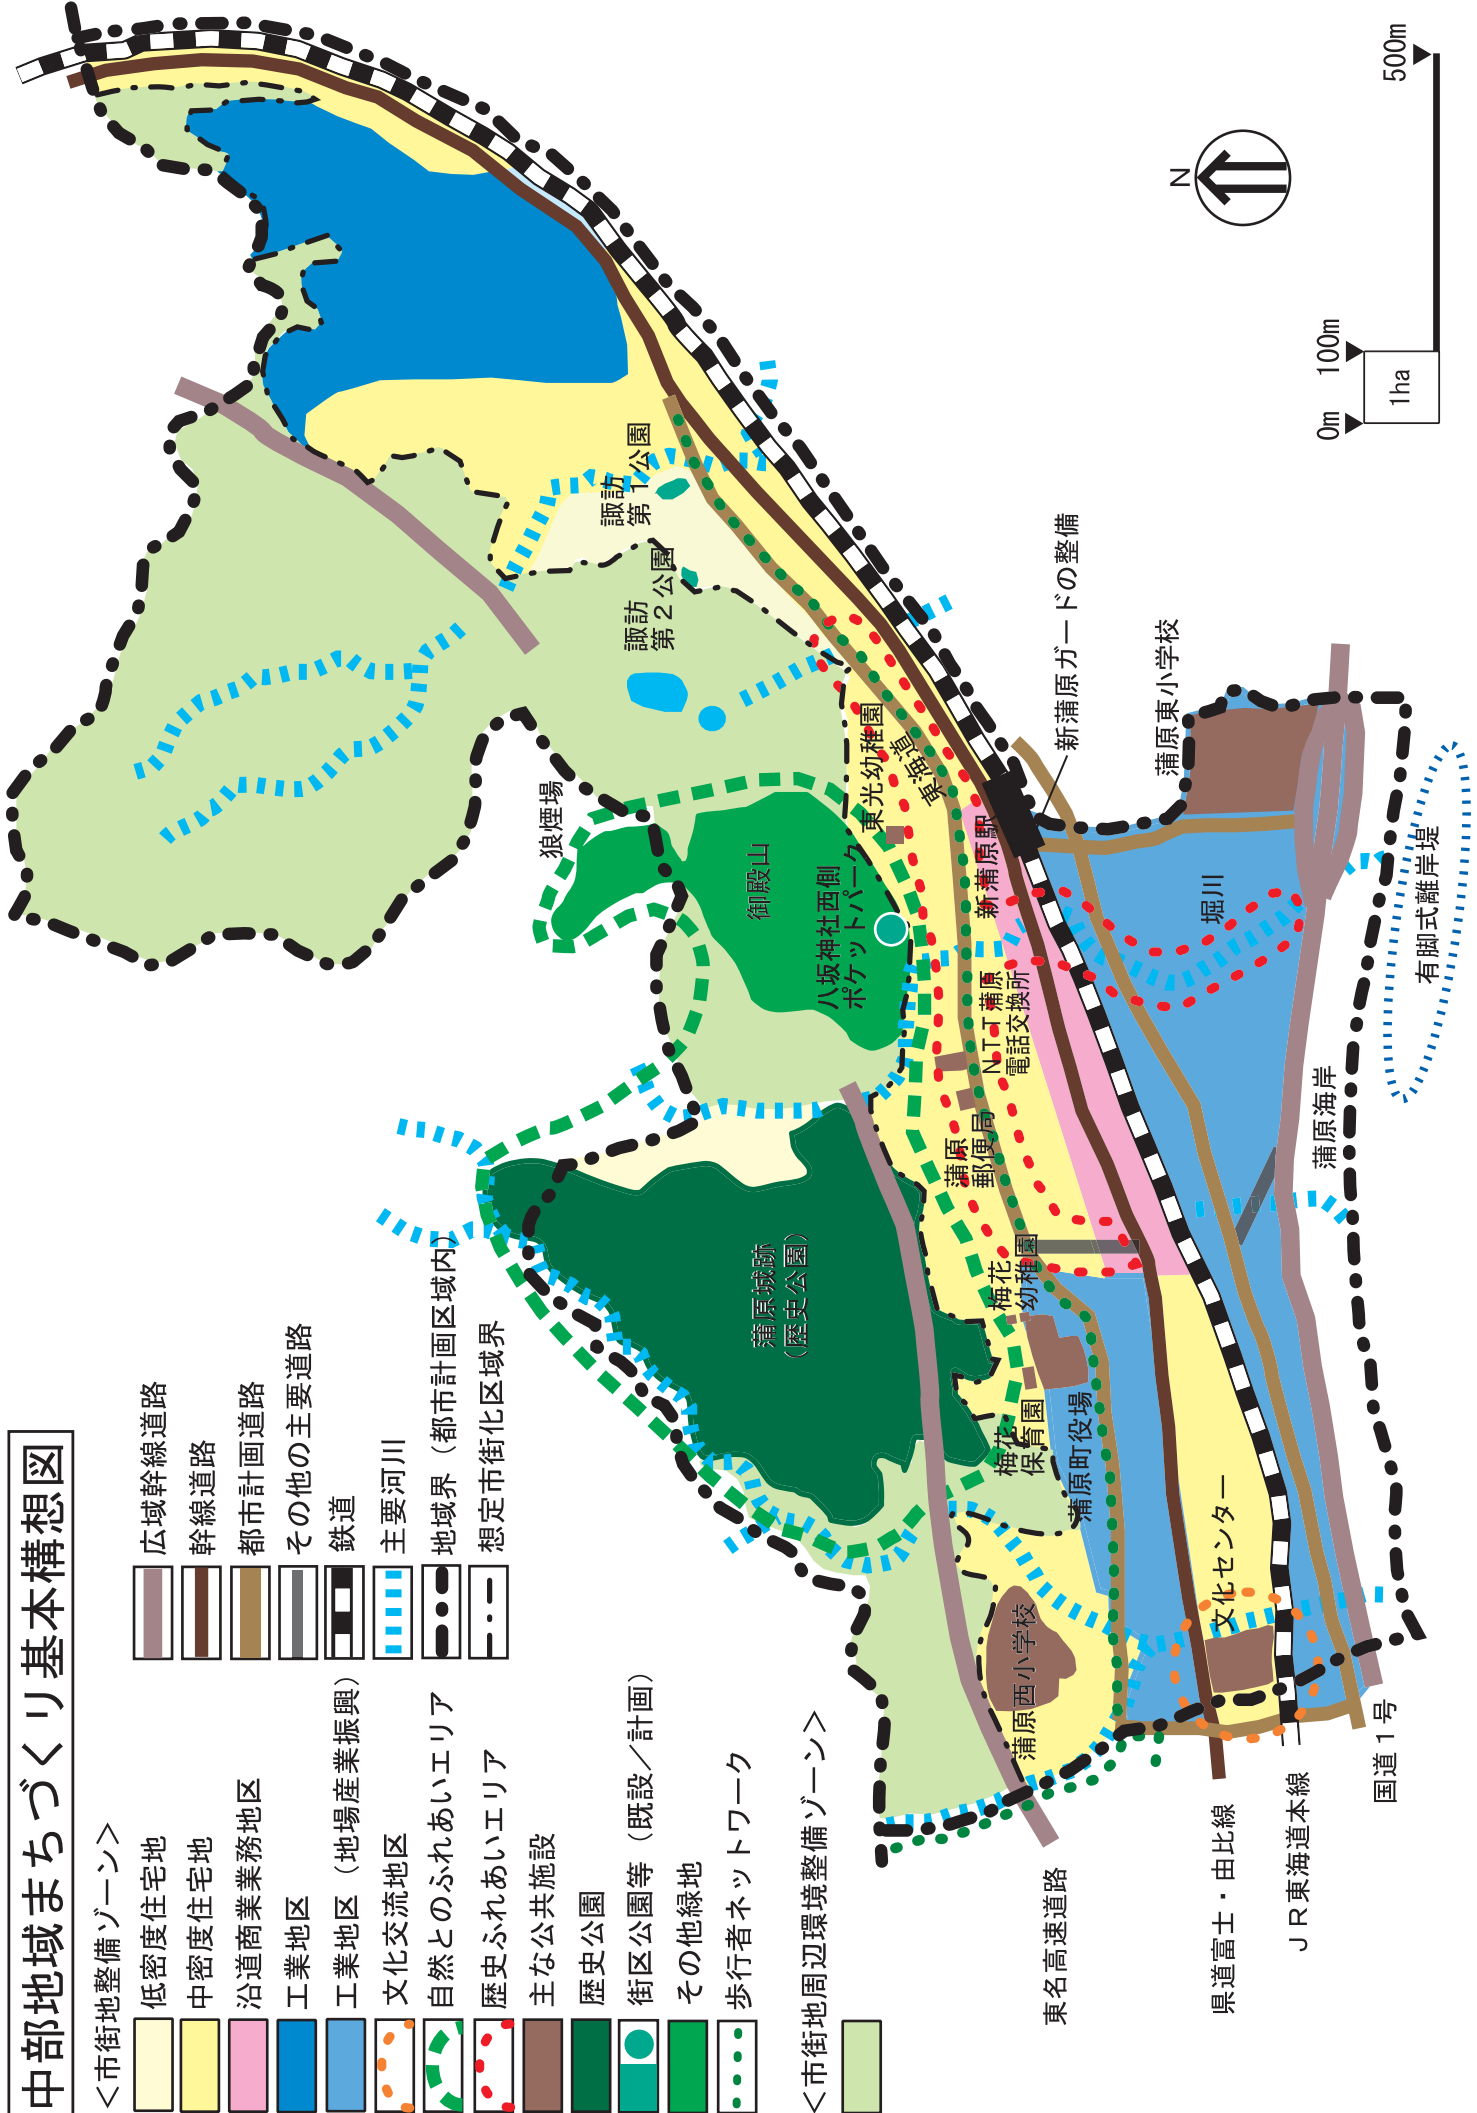 中部地域まちづくり基本構想図
＜市街地整備ゾーン＞
低密度住宅地
中密度住宅地
沿道商業業務地区
工業地区
工業地区（地場産業振興）
文化交流地区
自然とのふれあいエリア
歴史ふれあいエリア
主な公共施設
歴史公園
街区公園等（既設／計画）
その他緑地
歩行者ネットワーク
＜市街地周辺環境整備ゾーン＞
広域幹線道路
幹線道路
都市計画道路
その他の主要道路
鉄道
主要河川
地域界（都市計画区域内）
想定市街化区域界
狼煙場
御殿山
八坂神社西側
ポケットパーク
諏訪
第２公園
諏訪
第１公園
東光幼稚園
東海道
新蒲原駅
ＮＴＴ蒲原
電話交換所
蒲原
郵便局
蒲原城跡
（歴史公園）
梅花
幼稚園
梅花
保育園
蒲原町役場
蒲原西小学校
文化センター
新蒲原ガードの整備
蒲原東小学校
堀川
有脚式離岸堤
蒲原海岸
東名高速道路
県道富士・由比線
ＪＲ東海道本線
国道１号
N
0m
100m
500m
1ha